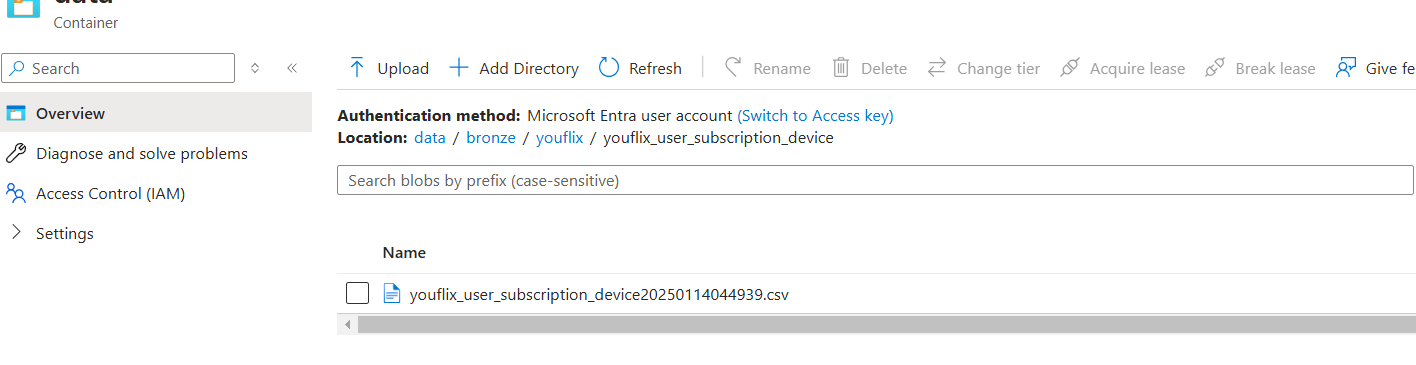 data
Container
Search
Upload
Add Directory
Refresh
Rename
Delete
Change tier
Acquire lease
Break lease
Give fe
Overview
Diagnose and solve problems
Access Control (IAM)
Settings
Authentication method: Microsoft Entra user account (Switch to Access key)
Location: data / bronze / youflix / youflix_user_subscription_device
Search blobs by prefix (case-sensitive)
Name
youflix_user_subscription_device20250114044939.csv